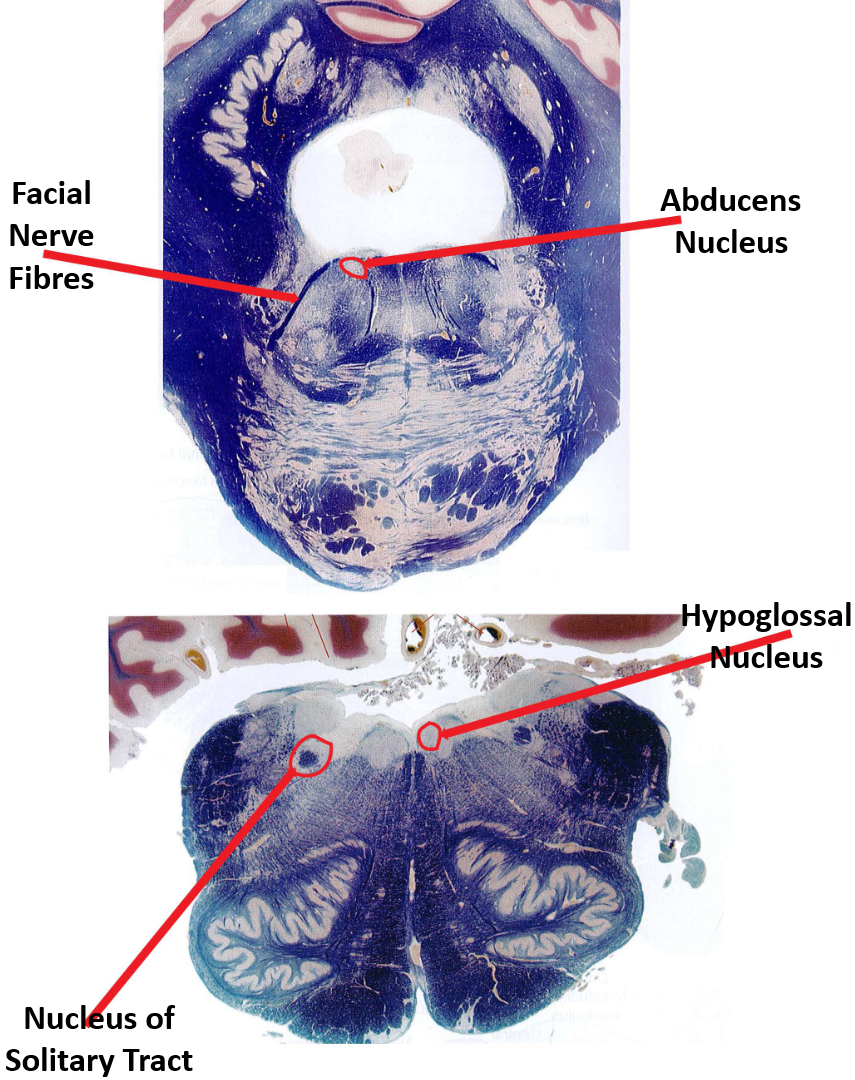 Facial
Nerve
Fibres
Abducens
Nucleus
Hypoglossal
Nucleus
Nucleus of
Solitary Tract